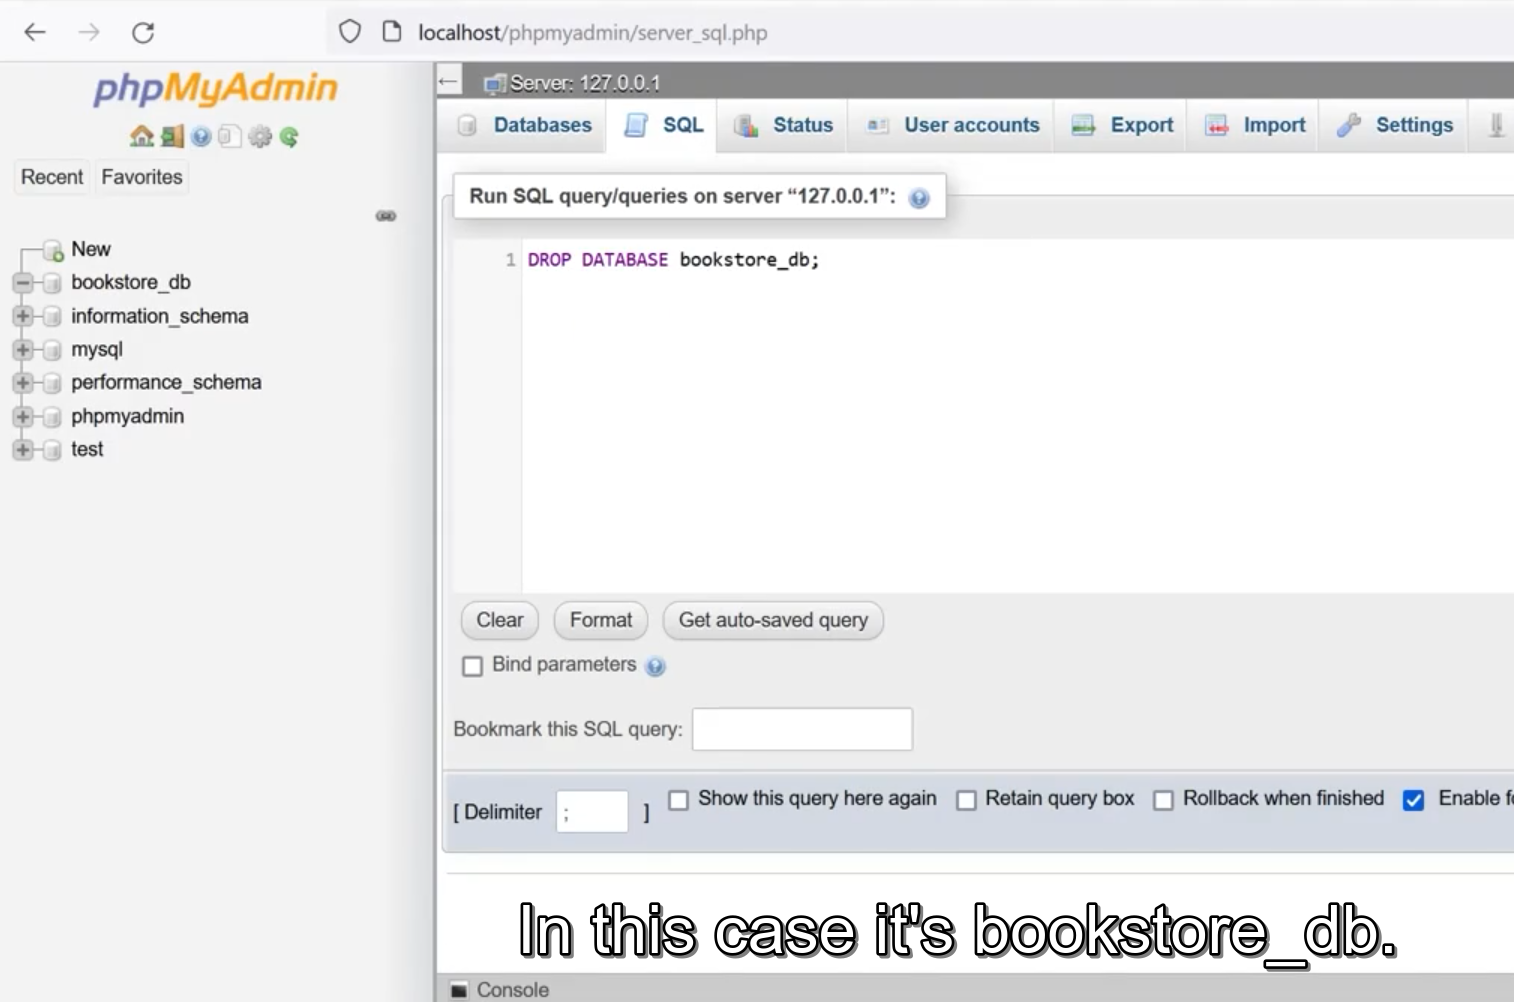 localhost/phpmyadmin/server_sql.php
phpMyAdmin
Recent Favorites
New
bookstore_db
information_schema
mysql
performance_schema
phpmyadmin
test
Server: 127.0.0.1
Databases SQL Status User accounts Export Import Settings
Run SQL query/queries on server “127.0.0.1”:
1 DROP DATABASE bookstore_db;
Clear Format Get auto-saved query
Bind parameters
Bookmark this SQL query:
[ Delimiter ; ] Show this query here again Retain query box Rollback when finished Enable
In this case it's bookstore_db.
Console